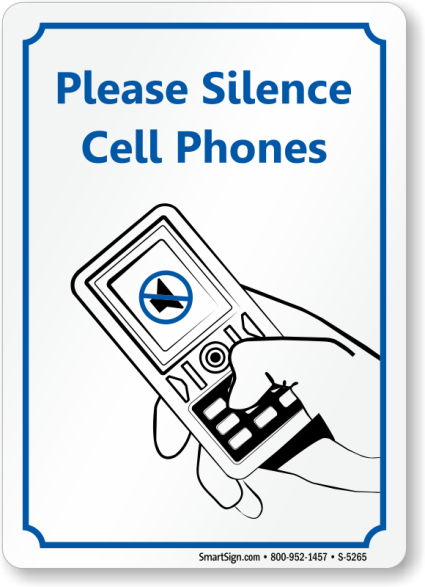 Please Silence
Cell Phones
SmartSign.com • 800-952-1457 • S-5265